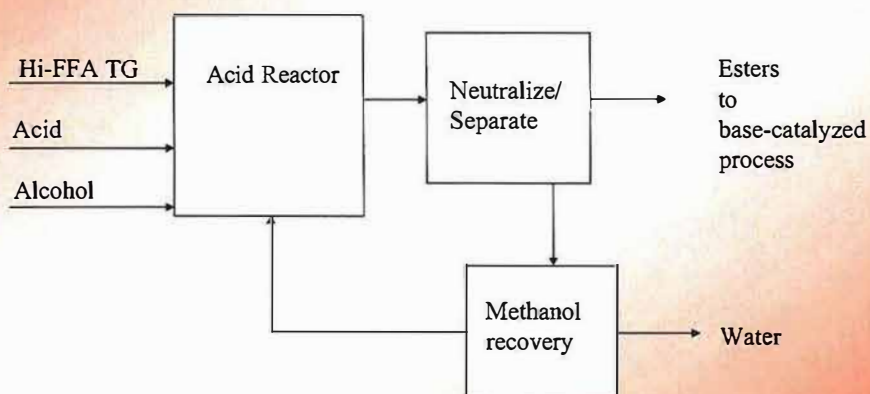 Hi-FFA TG
Acid
Alcohol
Acid Reactor
Neutralize/
Separate
Esters
to
base-catalyzed
process
Methanol
recovery
Water